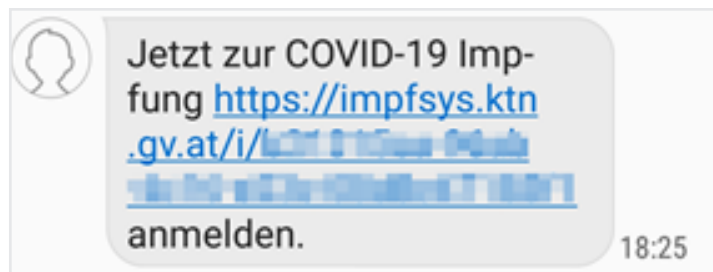 Jetzt zur COVID-19 Imp-
fung https://impfsys.ktn
.gv.at/i/
anmelden.
18:25